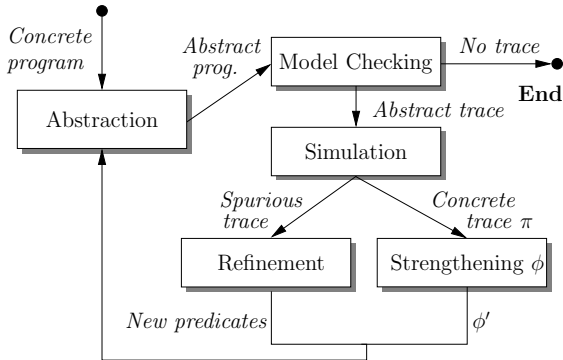 Concrete
program
Abstract
prog.
Model Checking
No trace
End
Abstraction
Abstract trace
Simulation
Spurious
trace
Concrete
trace π
Refinement
Strengthening ϕ
New predicates
ϕ′